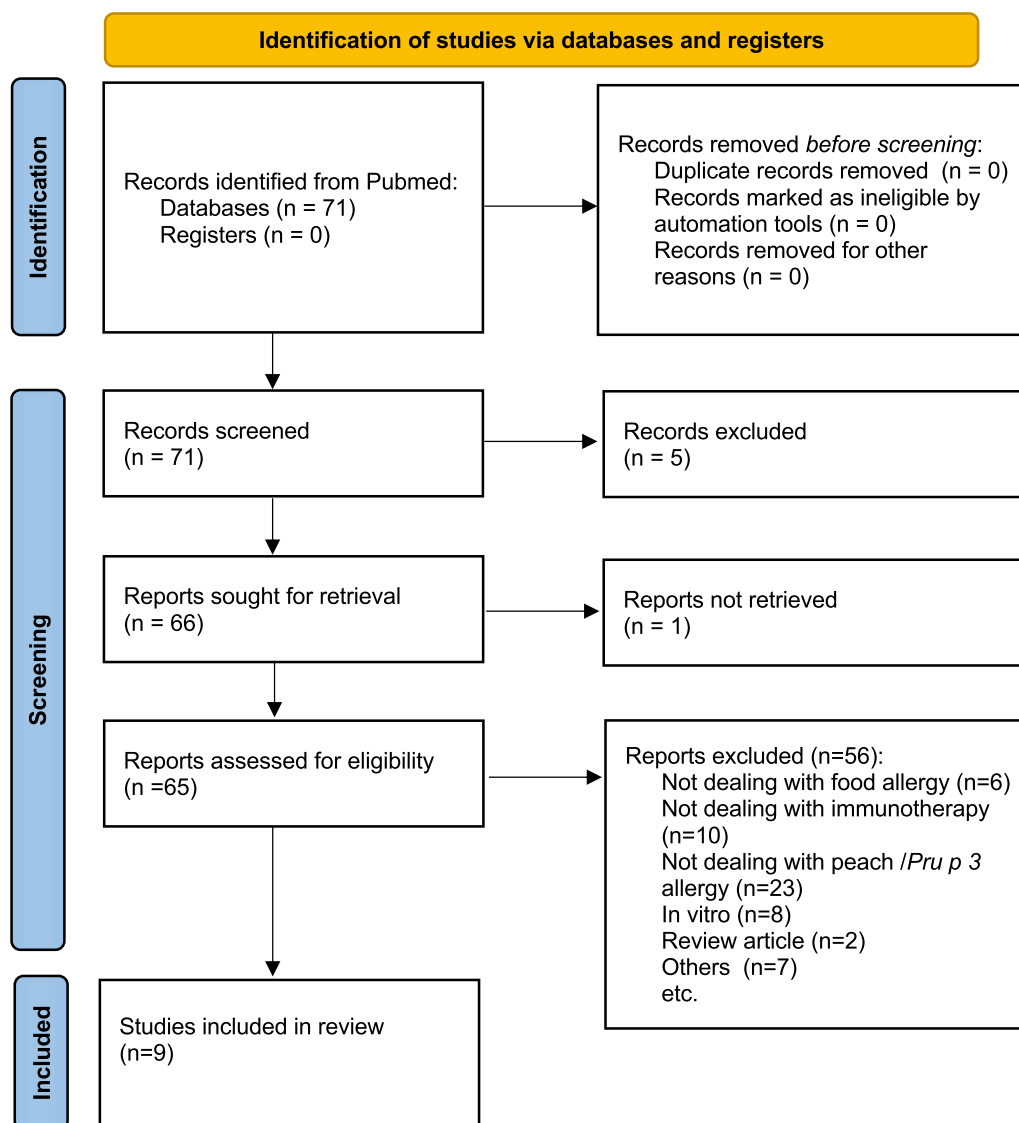 Identification of studies via databases and registers
Identification
Records identified from Pubmed:
Databases (n = 71)
Registers (n = 0)
Records removed before screening:
Duplicate records removed (n = 0)
Records marked as ineligible by
automation tools (n = 0)
Records removed for other
reasons (n = 0)
Screening
Records screened
(n = 71)
Records excluded
(n = 5)
Reports sought for retrieval
(n = 66)
Reports not retrieved
(n = 1)
Reports assessed for eligibility
(n =65)
Reports excluded (n=56):
Not dealing with food allergy (n=6)
Not dealing with immunotherapy
(n=10)
Not dealing with peach /Pru p 3
allergy (n=23)
In vitro (n=8)
Review article (n=2)
Others (n=7)
etc.
Included
Studies included in review
(n=9)